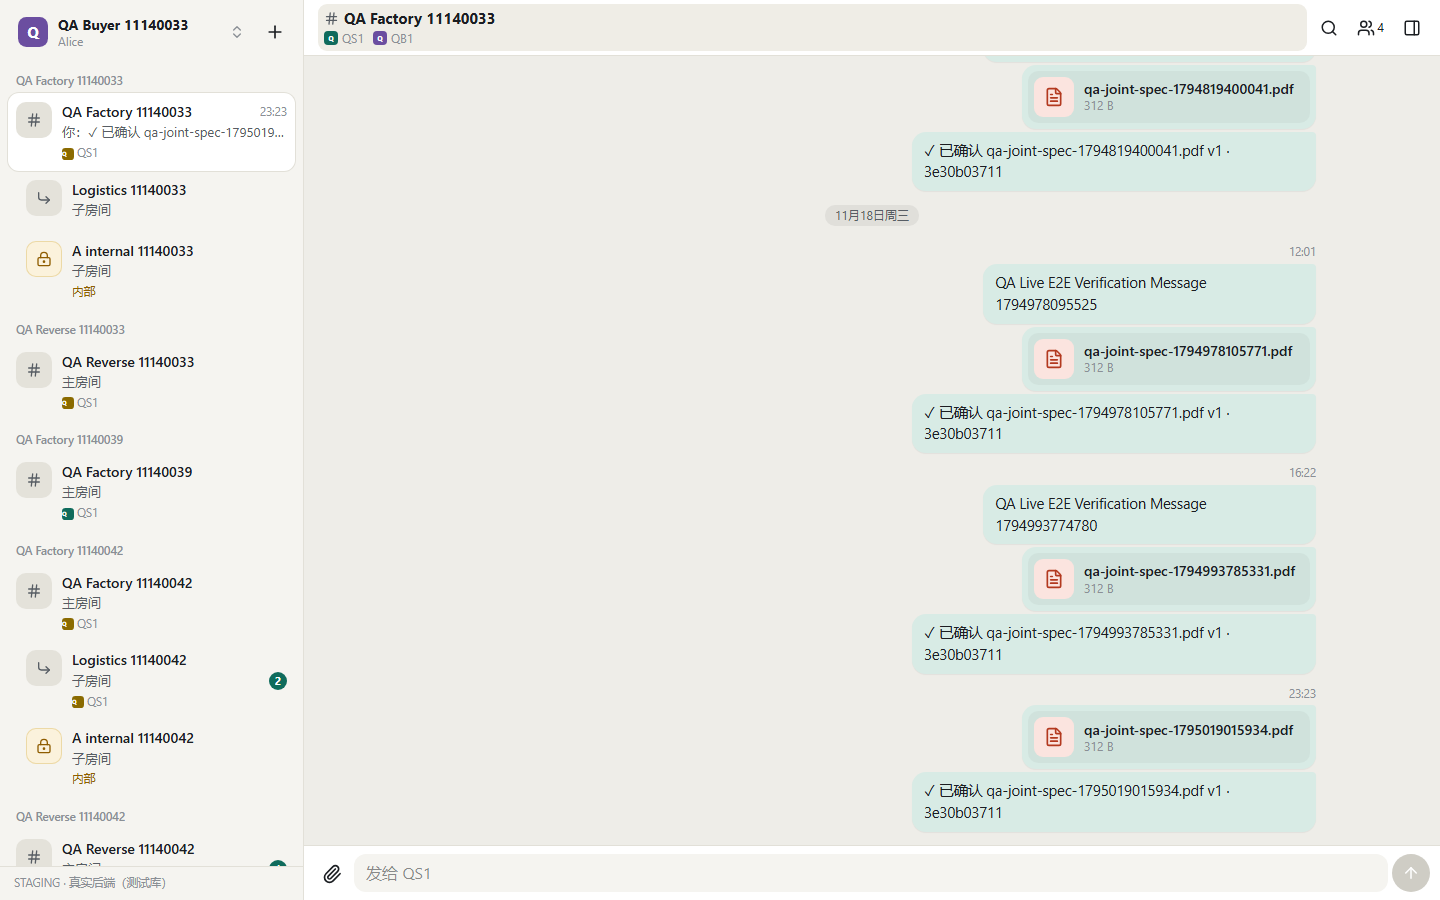 Q
QA Buyer 11140033
Alice
QA Factory 11140033
QA Factory 11140033
23:23
你: ✓ 已确认 qa-joint-spec-1795019...
QS1
Logistics 11140033
子房间
A internal 11140033
子房间
内部
QA Reverse 11140033
QA Reverse 11140033
主房间
QS1
QA Factory 11140039
QA Factory 11140039
主房间
QS1
QA Factory 11140042
QA Factory 11140042
主房间
QS1
Logistics 11140042
子房间
2
QS1
A internal 11140042
子房间
内部
QA Reverse 11140042
QA Reverse 11140042
主房间
STAGING · 真实后端（测试库）
# QA Factory 11140033
Q QS1 Q QB1
4
qa-joint-spec-1794819400041.pdf
312 B
✓ 已确认 qa-joint-spec-1794819400041.pdf v1 ·
3e30b03711
11月18日周三
12:01
QA Live E2E Verification Message
1794978095525
qa-joint-spec-1794978105771.pdf
312 B
✓ 已确认 qa-joint-spec-1794978105771.pdf v1 ·
3e30b03711
16:22
QA Live E2E Verification Message
1794993774780
qa-joint-spec-1794993785331.pdf
312 B
✓ 已确认 qa-joint-spec-1794993785331.pdf v1 ·
3e30b03711
23:23
qa-joint-spec-1795019015934.pdf
312 B
✓ 已确认 qa-joint-spec-1795019015934.pdf v1 ·
3e30b03711
发给 QS1